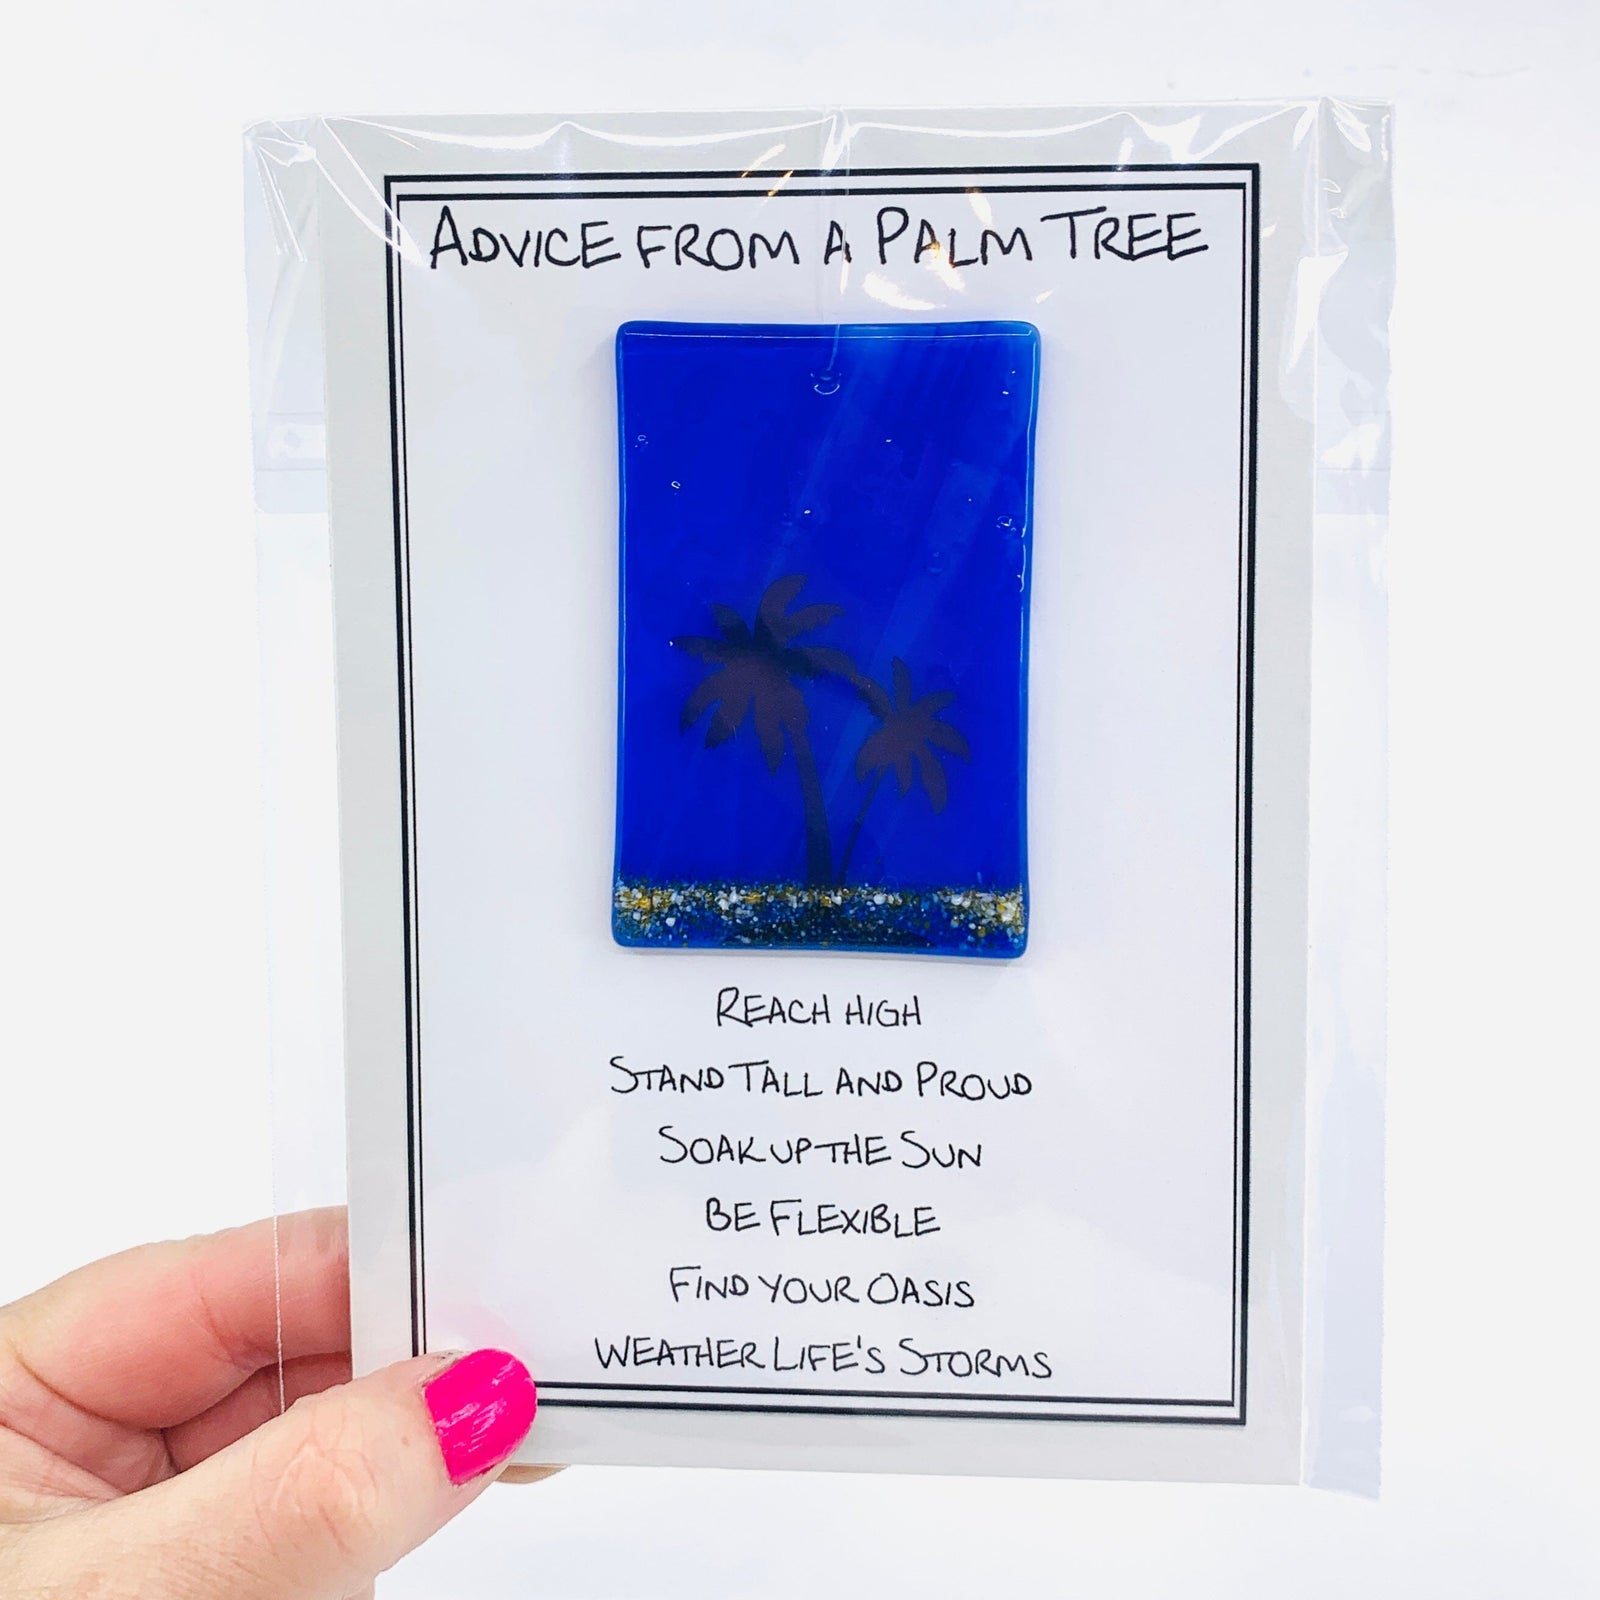 ADVICE FROM A PALM TREE
REACH HIGH
STAND TALL AND PROUD
SOAK UP THE SUN
BE FLEXIBLE
FIND YOUR OASIS
WEATHER LIFE'S STORMS